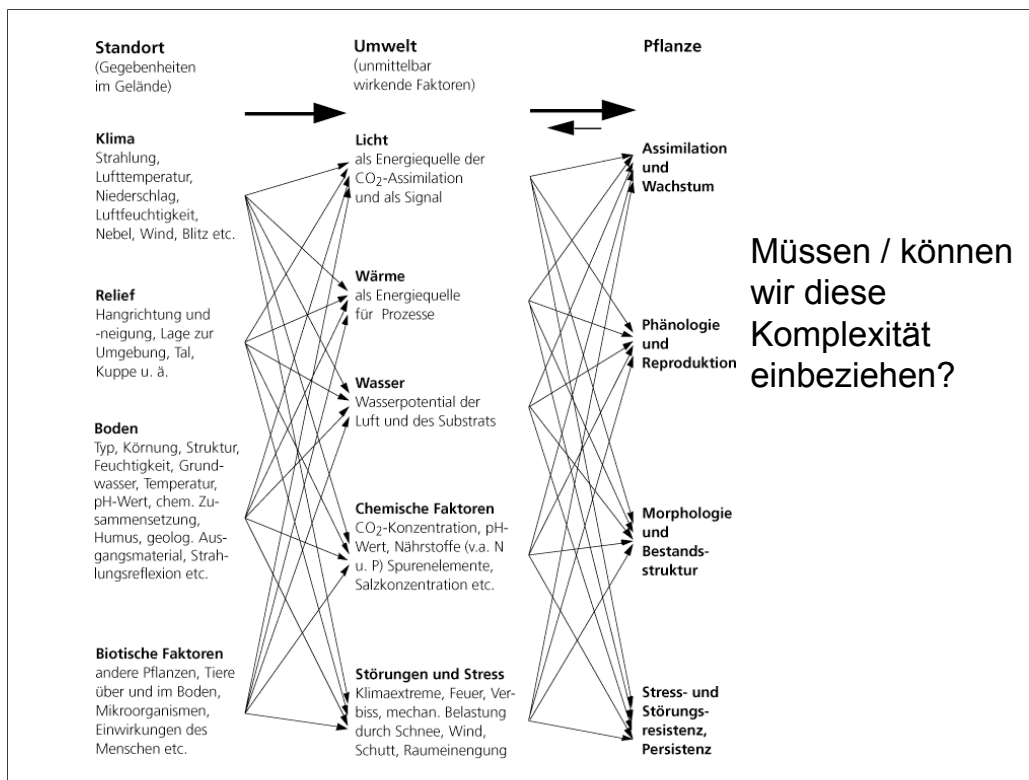 Standort
(Gegebenheiten
im Gelände)
Klima
Strahlung,
Lufttemperatur,
Niederschlag,
Luftfeuchtigkeit,
Nebel, Wind, Blitz etc.
Relief
Hangrichtung und
-neigung, Lage zur
Umgebung, Tal,
Kuppe u. ä.
Boden
Typ, Körnung, Struktur,
Feuchtigkeit, Grund-
wasser, Temperatur,
pH-Wert, chem. Zu-
sammensetzung,
Humus, geolog. Aus-
gangsmaterial, Strah-
lungsreflexion etc.
Biotische Faktoren
andere Pflanzen, Tiere
über und im Boden,
Mikroorganismen,
Einwirkungen des
Menschen etc.
Umwelt
(unmittelbar
wirkende Faktoren)
Licht
als Energiequelle der
CO₂-Assimilation
und als Signal
Wärme
als Energiequelle
für Prozesse
Wasser
Wasserpotential der
Luft und des Substrats
Chemische Faktoren
CO₂-Konzentration, pH-
Wert, Nährstoffe (v.a. N
u. P) Spurenelemente,
Salzkonzentration etc.
Störungen und Stress
Klimaextreme, Feuer, Ver-
biss, mechan. Belastung
durch Schnee, Wind,
Schutt, Raumeinengung
Pflanze
Assimilation
und
Wachstum
Phänologie
und
Reproduktion
Morphologie
und
Bestands-
struktur
Stress- und
Störungs-
resistenz,
Persistenz
Müssen / können
wir diese
Komplexität
einbeziehen?